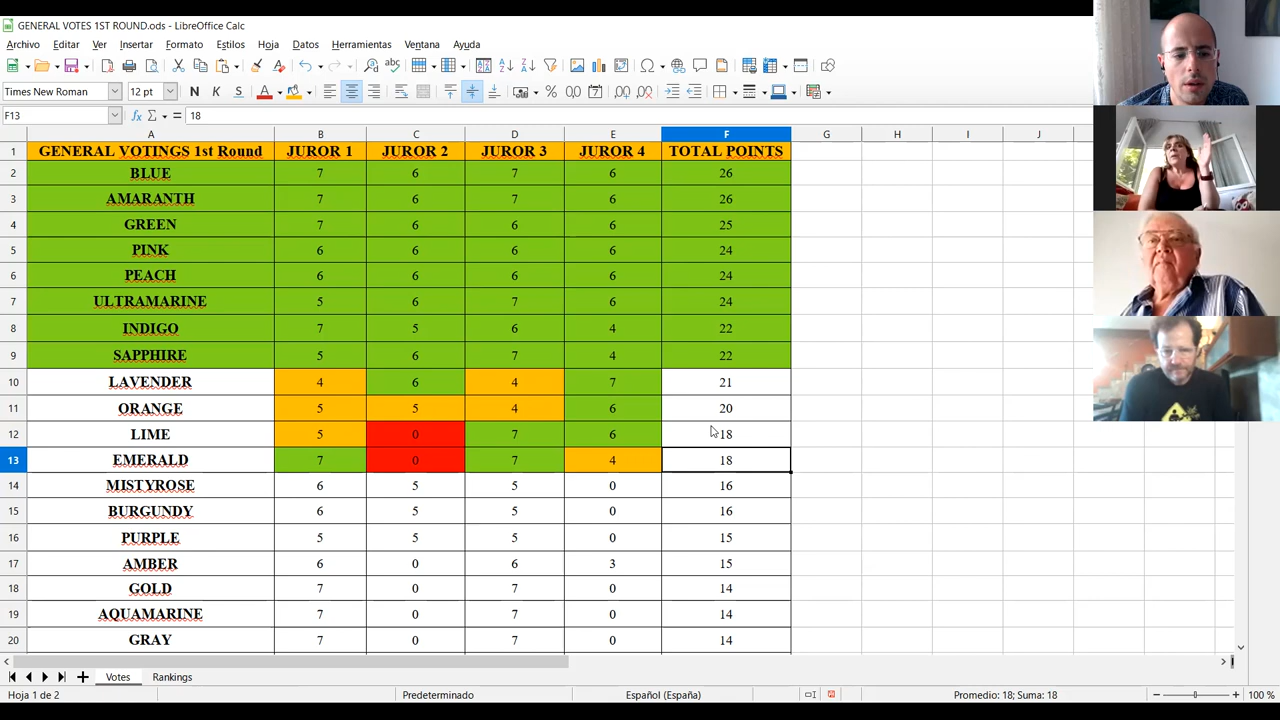 GENERAL VOTES 1ST ROUND.ods - LibreOffice Calc
Archivo Editar Ver Insertar Formato Estilos Hoja Datos Herramientas Ventana Ayuda
Times New Roman 12 pt N K S
F13 18
A B C D E F G H I J
1 GENERAL VOTINGS 1st Round JUROR 1 JUROR 2 JUROR 3 JUROR 4 TOTAL POINTS
2 BLUE 7 6 7 6 26
3 AMARANTH 7 6 6 6 26
4 GREEN 7 6 6 6 25
5 PINK 6 6 6 6 24
6 PEACH 6 6 6 6 24
7 ULTRAMARINE 5 6 7 6 24
8 INDIGO 7 5 6 4 22
9 SAPPHIRE 5 6 7 4 22
10 LAVENDER 4 6 4 7 21
11 ORANGE 5 5 4 6 20
12 LIME 5 0 7 6 18
13 EMERALD 7 0 7 4 18
14 MISTYROSE 6 5 5 0 16
15 BURGUNDY 6 5 5 0 16
16 PURPLE 5 5 5 0 15
17 AMBER 6 0 6 3 15
18 GOLD 7 0 7 0 14
19 AQUAMARINE 7 0 7 0 14
20 GRAY 7 0 7 0 14
Votes Rankings
Hoja 1 de 2 Predeterminado Español (España) Promedio: 18; Suma: 18 100 %